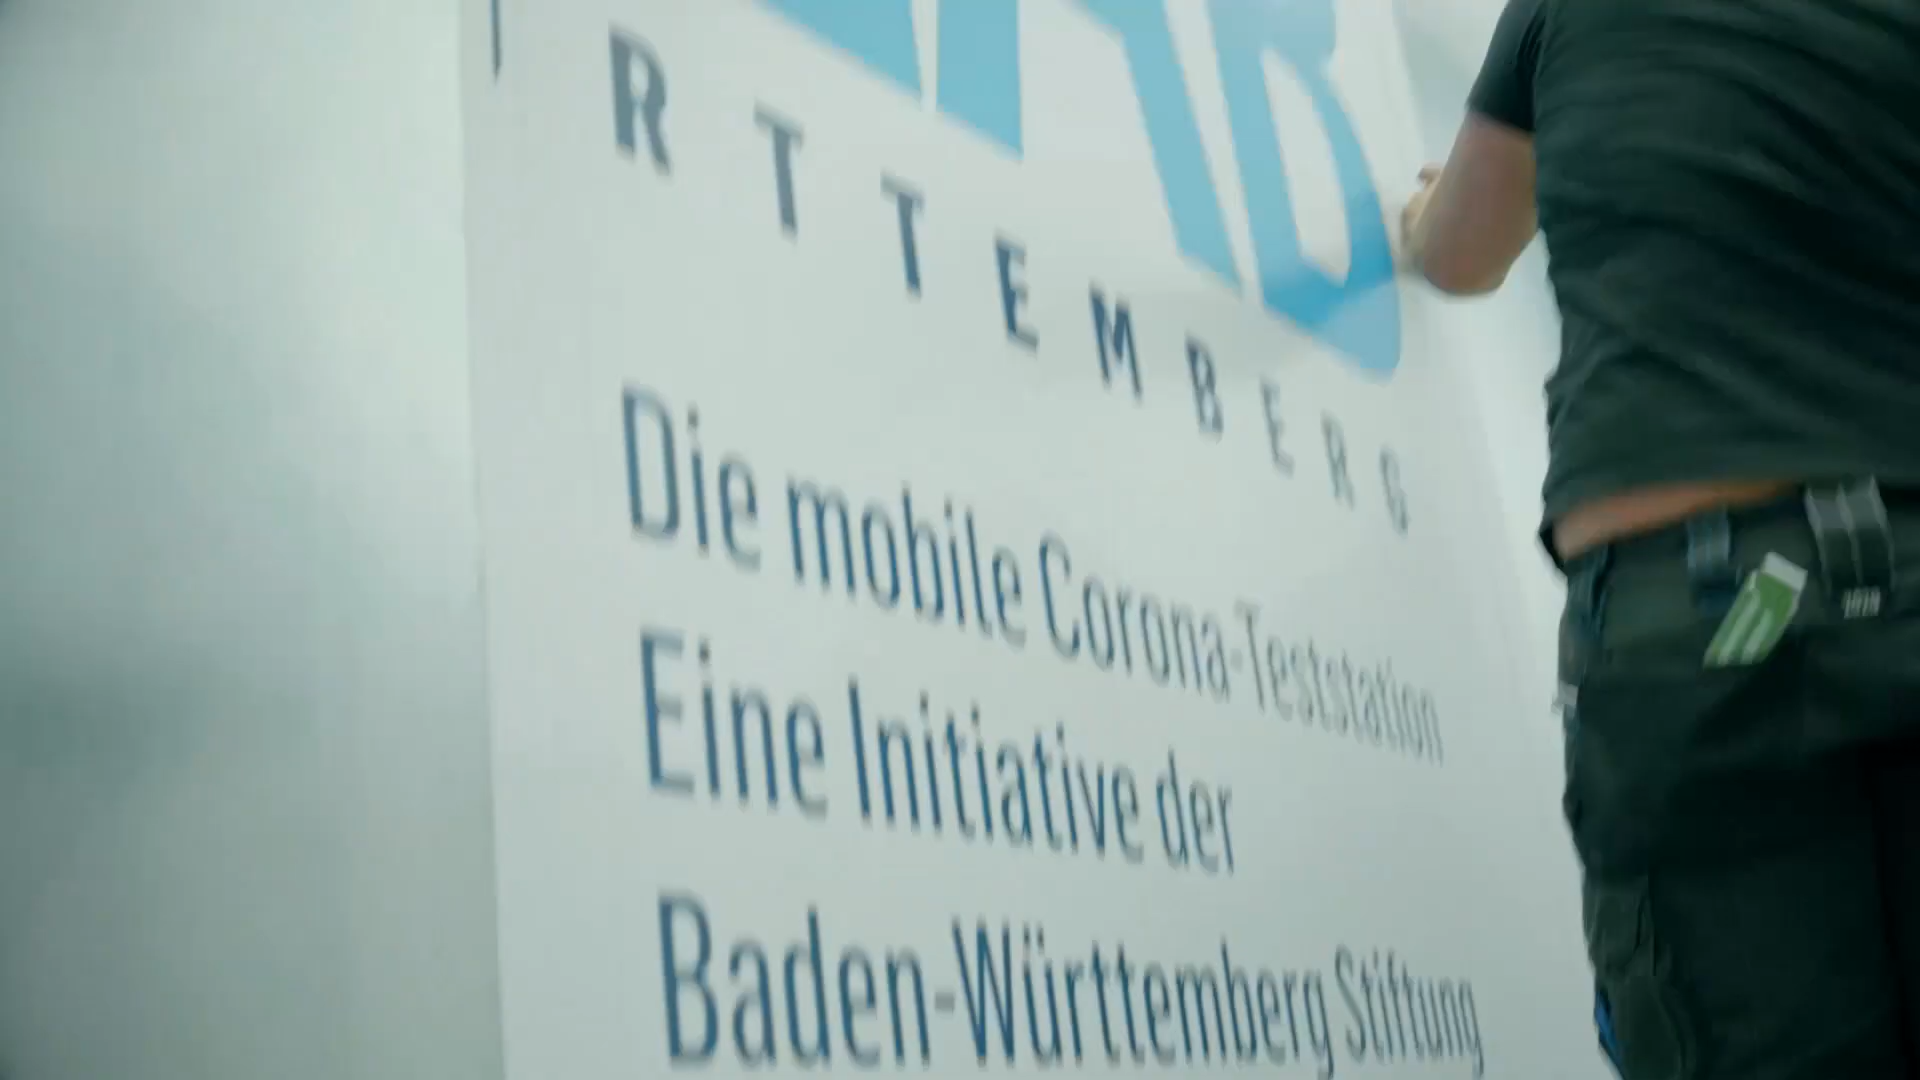 RTTEMBERG
Die mobile Corona-Teststation
Eine Initiative der
Baden-Württemberg Stiftung